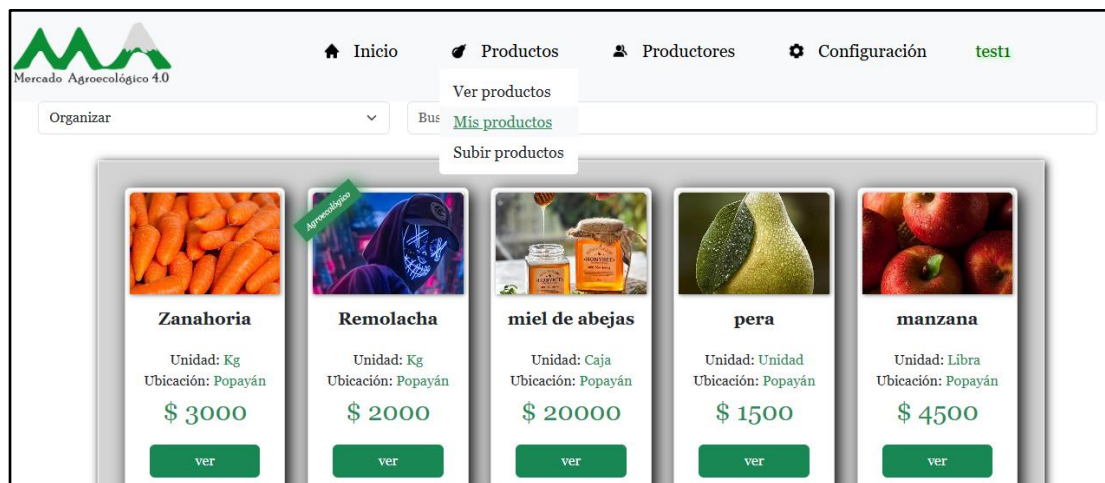 Mercado Agroecológico 4.0
Inicio Productos Productores Configuración test1
Ver productos
Mis productos
Subir productos
Organizar
Bus
Agroecológico
Zanahoria
Unidad: Kg
Ubicación: Popayán
$ 3000
ver
Remolacha
Unidad: Kg
Ubicación: Popayán
$ 2000
ver
miel de abejas
Unidad: Caja
Ubicación: Popayán
$ 20000
ver
pera
Unidad: Unidad
Ubicación: Popayán
$ 1500
ver
manzana
Unidad: Libra
Ubicación: Popayán
$ 4500
ver